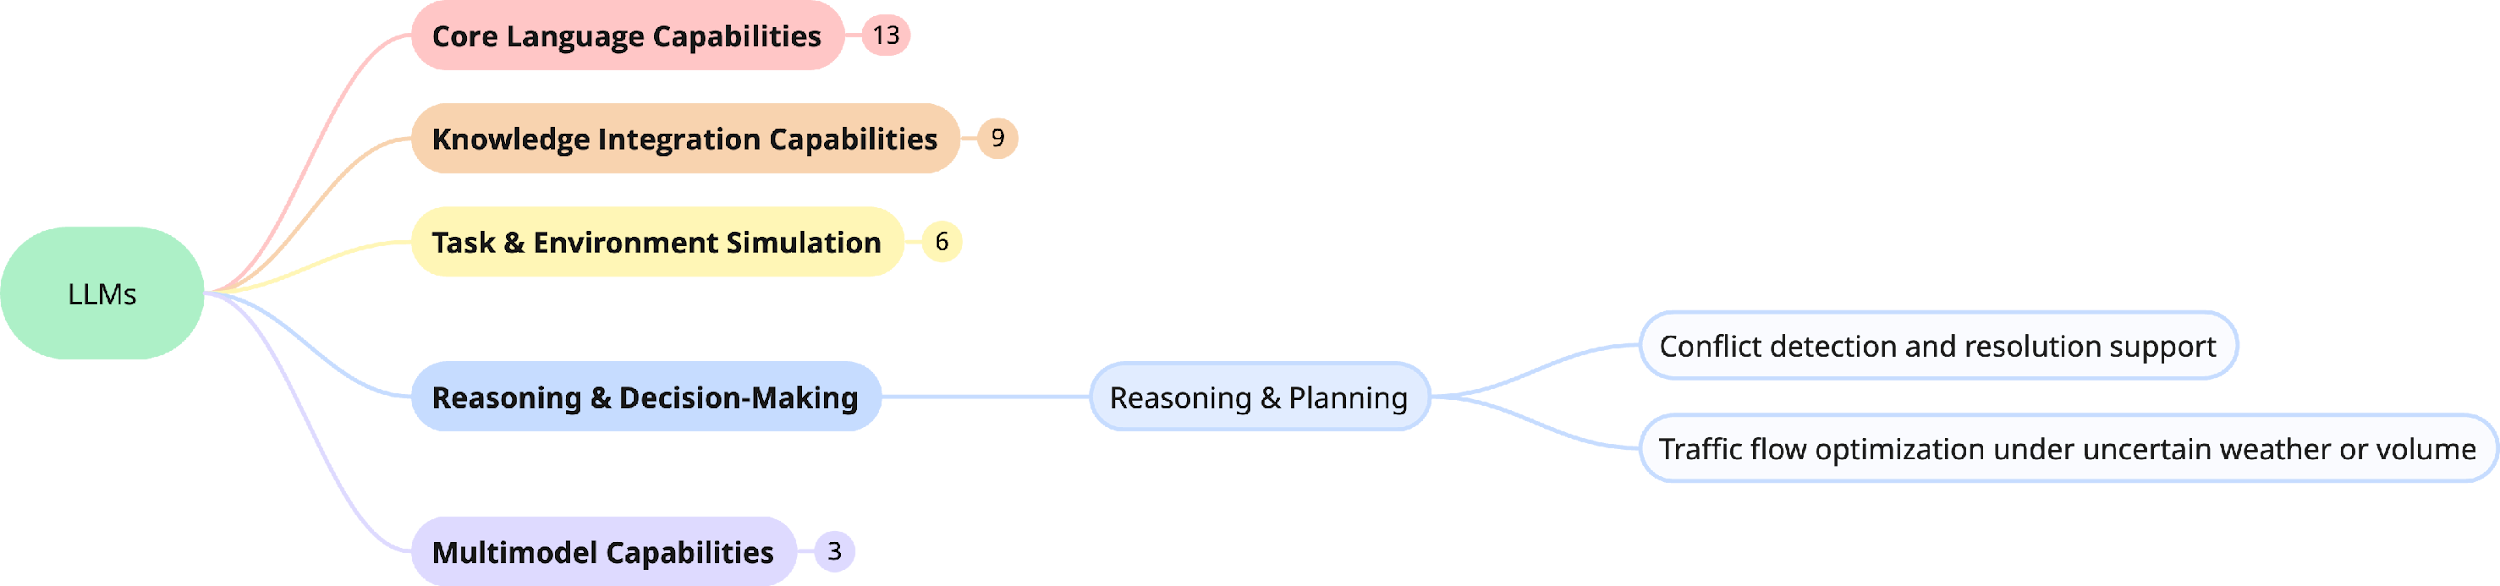 Core Language Capabilities
13
Knowledge Integration Capabilities
9
Task & Environment Simulation
6
LLMs
Reasoning & Decision-Making
Reasoning & Planning
Conflict detection and resolution support
Traffic flow optimization under uncertain weather or volume
Multimodel Capabilities
3